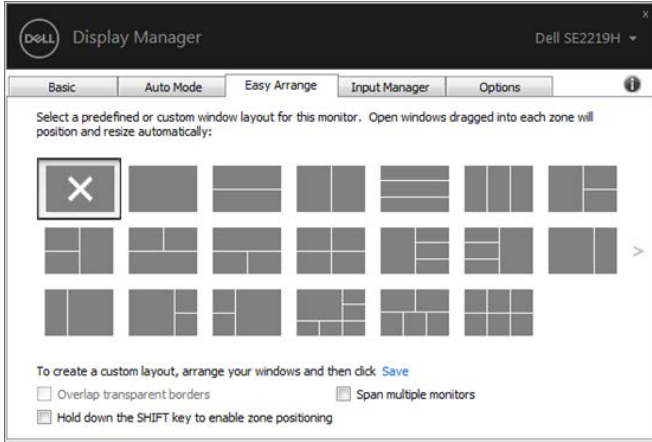 x
DELL Display Manager Dell SE2219H
Basic Auto Mode Easy Arrange Input Manager Options
Select a predefined or custom window layout for this monitor. Open windows dragged into each zone will
position and resize automatically:
To create a custom layout, arrange your windows and then click Save
Overlap transparent borders Span multiple monitors
Hold down the SHIFT key to enable zone positioning